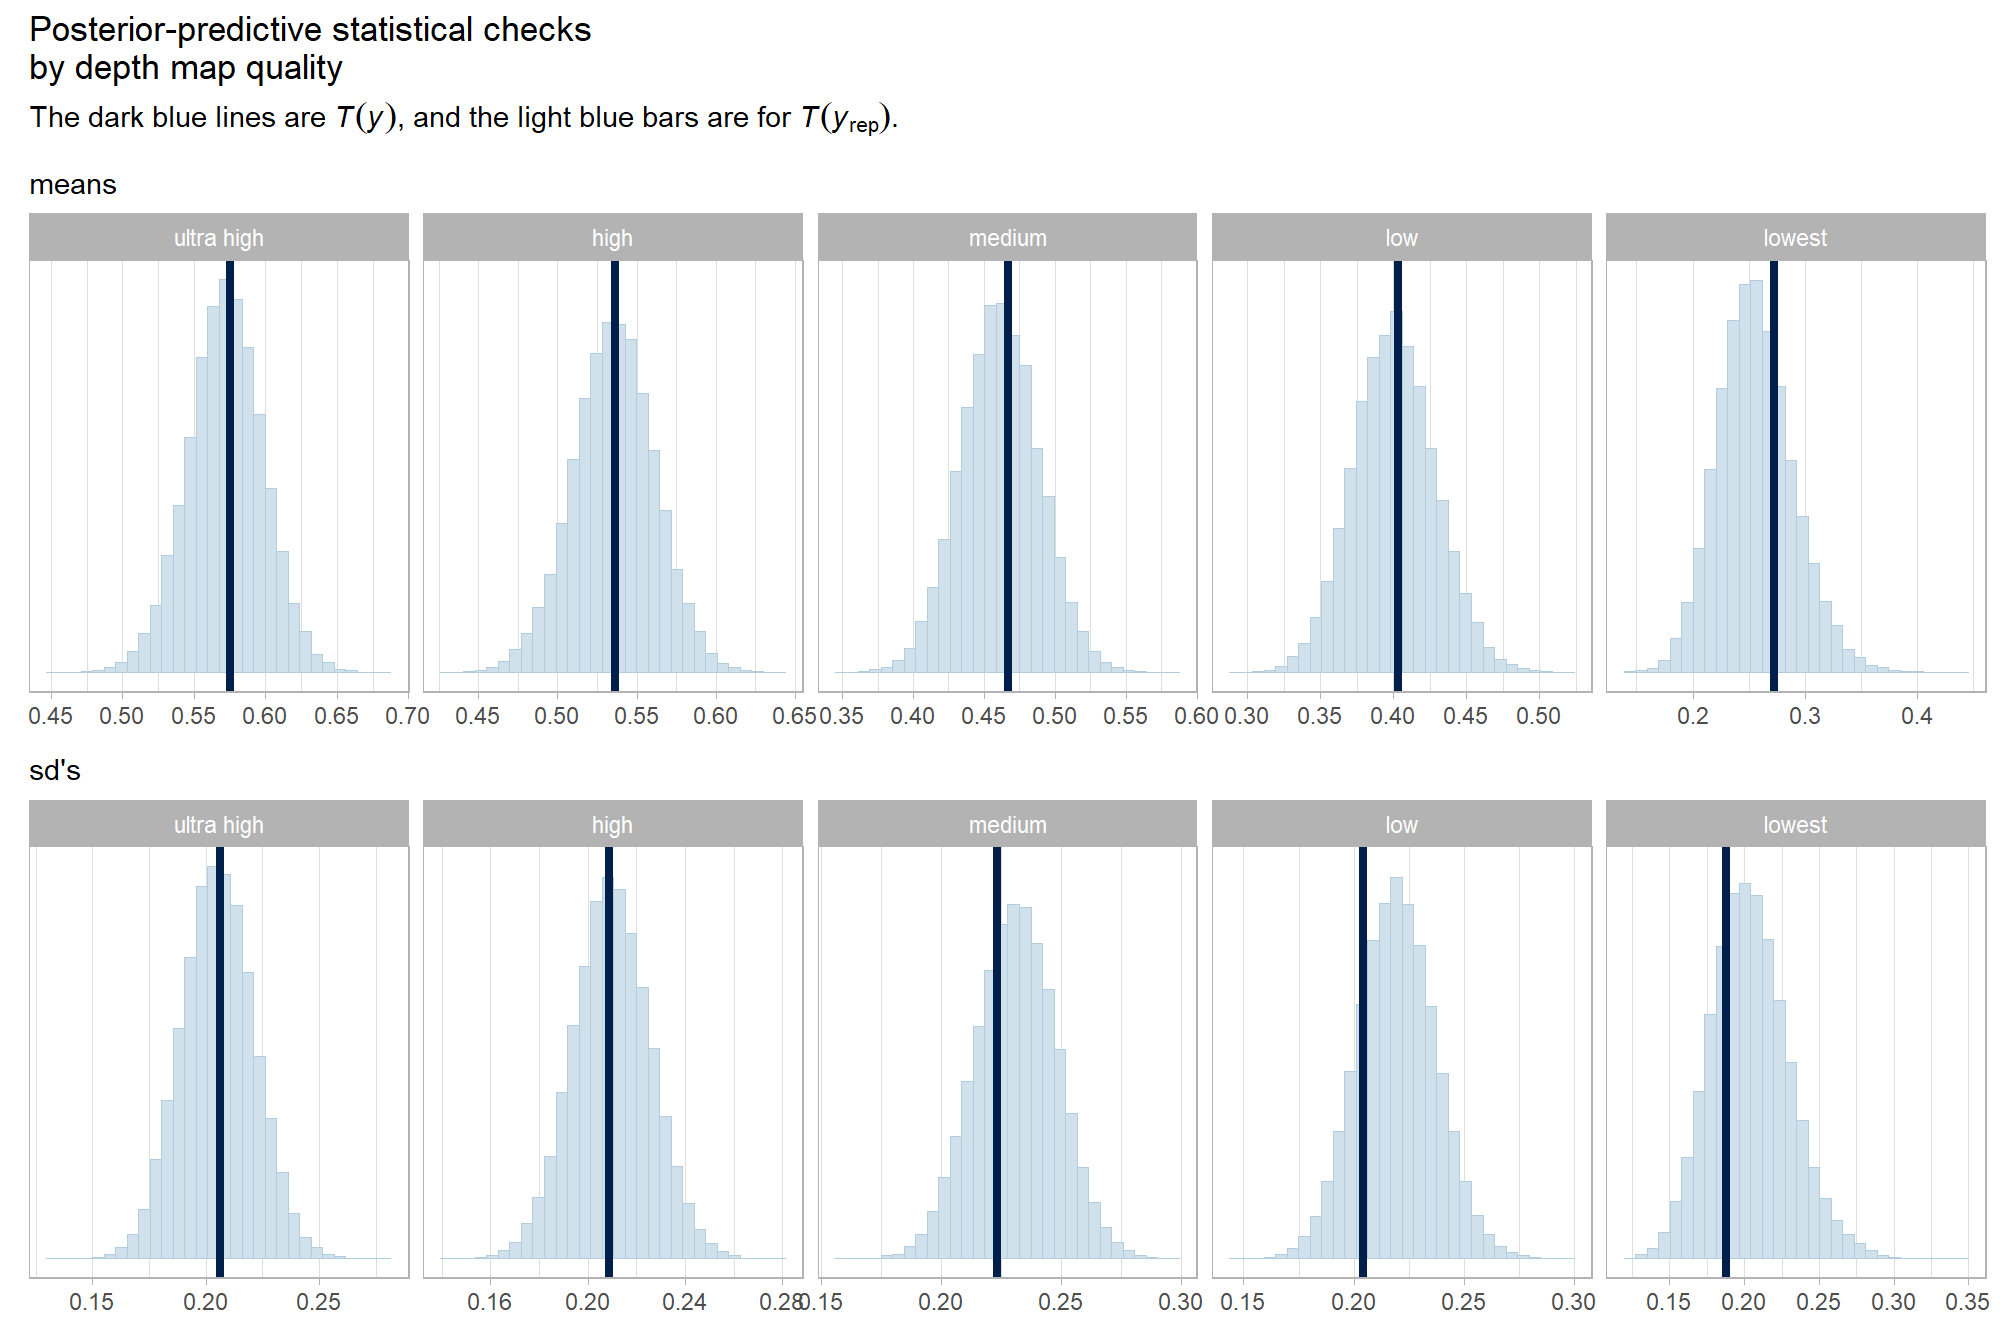 Posterior-predictive statistical checks
by depth map quality
The dark blue lines are T(y), and the light blue bars are for T(y_rep).
means
ultra high high medium low lowest
0.45 0.50 0.55 0.60 0.65 0.70 0.45 0.50 0.55 0.60 0.65 0.35 0.40 0.45 0.50 0.55 0.60 0.30 0.35 0.40 0.45 0.50 0.2 0.3 0.4
sd's
ultra high high medium low lowest
0.15 0.20 0.25 0.16 0.20 0.24 0.28 0.15 0.20 0.25 0.30 0.15 0.20 0.25 0.30 0.15 0.20 0.25 0.30 0.35